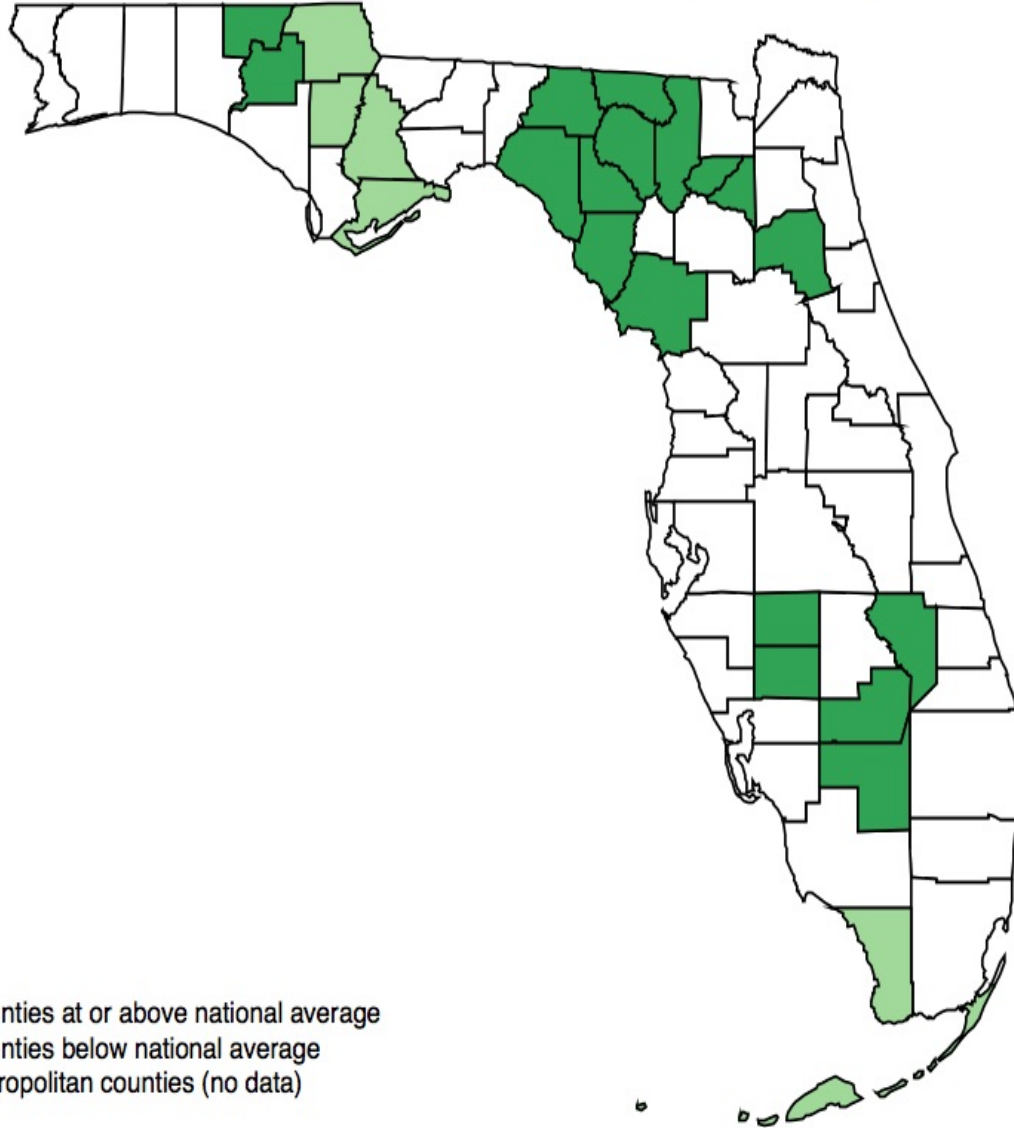 nties at or above national average
nties below national average
ropolitan counties (no data)